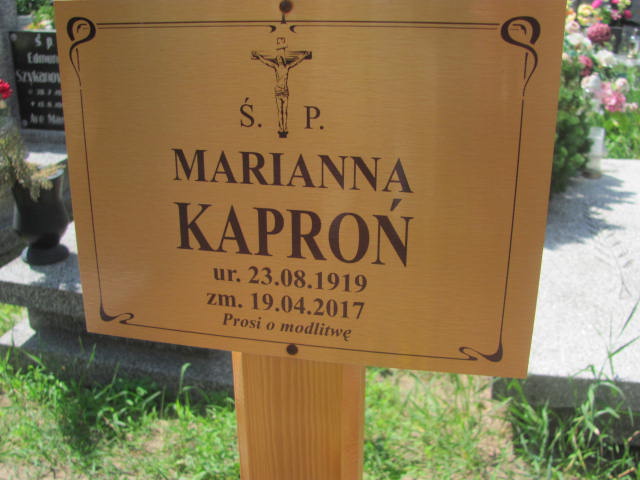 Ś. P.
MARIANNA
KAPROŃ
ur. 23.08.1919
zm. 19.04.2017
Prosi o modlitwę
Ś P